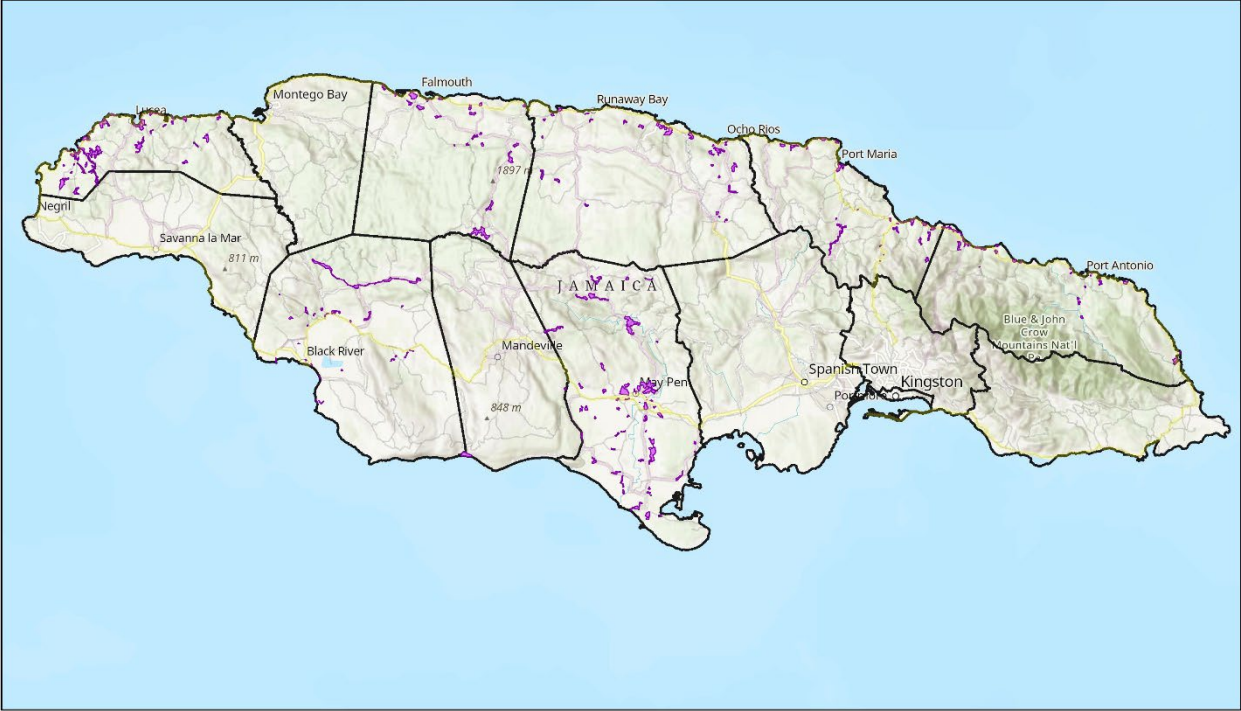 Falmouth
Montego Bay
Runaway Bay
Lucea
Ocho Rios
Port Maria
1897 m
Negril
Savanna la Mar
811 m
Port Antonio
JAMAICA
Blue & John
Crow
Mountains Nat'l
Black River
Mandeville
Spanish Town
May Pen
Kingston
848 m